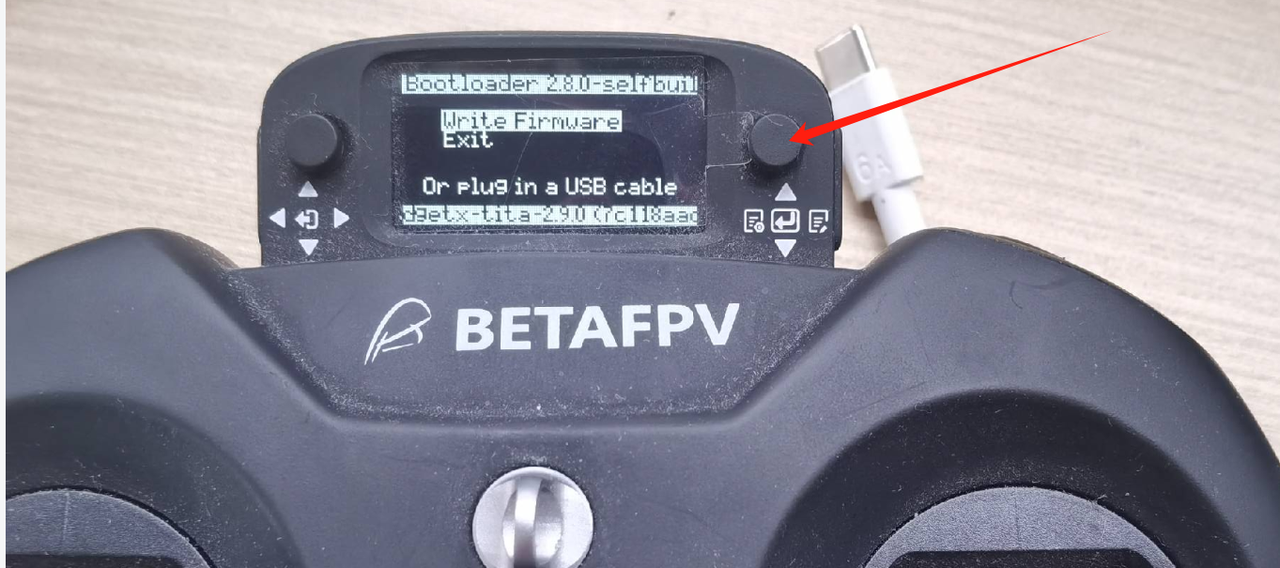 Bootloader 2.8.0-selfbuil
Write Firmware
Exit
Or plug in a USB cable
dgetx-tita-2.9.0 (7c118aac
6A
BETAFPV